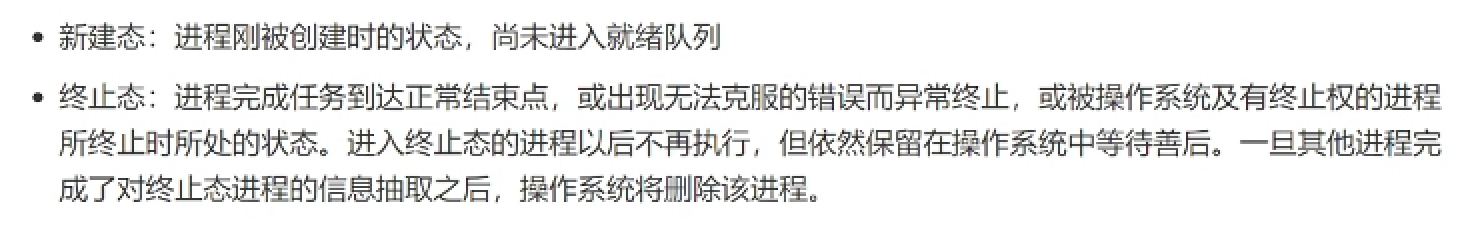 • 新建态：进程刚被创建时的状态，尚未进入就绪队列
• 终止态：进程完成任务到达正常结束点，或出现无法克服的错误而异常终止，或被操作系统及有终止权的进程
所终止时所处的状态。进入终止态的进程以后不再执行，但依然保留在操作系统中等待善后。一旦其他进程完
成了对终止态进程的信息抽取之后，操作系统将删除该进程。